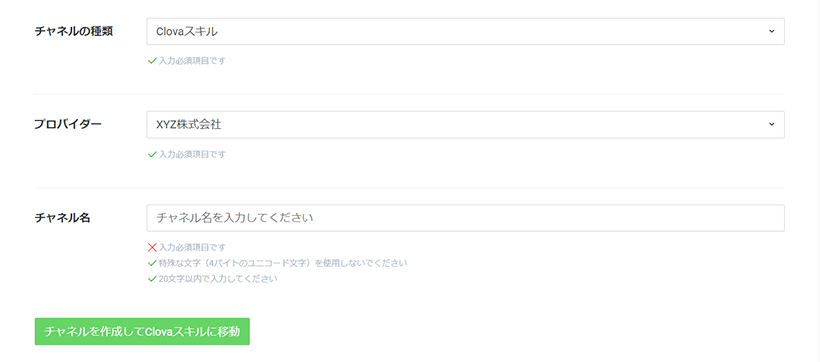 チャネルの種類
Clovaスキル
入力必須項目です
プロバイダー
XYZ株式会社
入力必須項目です
チャネル名
チャネル名を入力してください
入力必須項目です
特殊な文字（4バイトのユニコード文字）を使用しないでください
20文字以内で入力してください
チャネルを作成してClovaスキルに移動